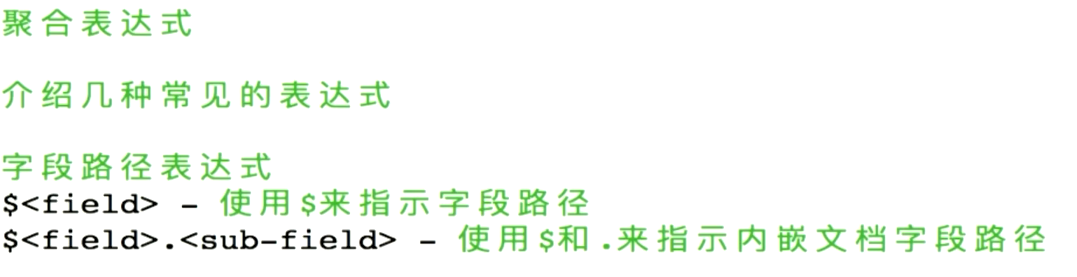 聚合表达式
介绍几种常见的表达式
字段路径表达式
$<field> - 使用$来指示字段路径
$<field>.<sub-field> - 使用$和.来指示内嵌文档字段路径